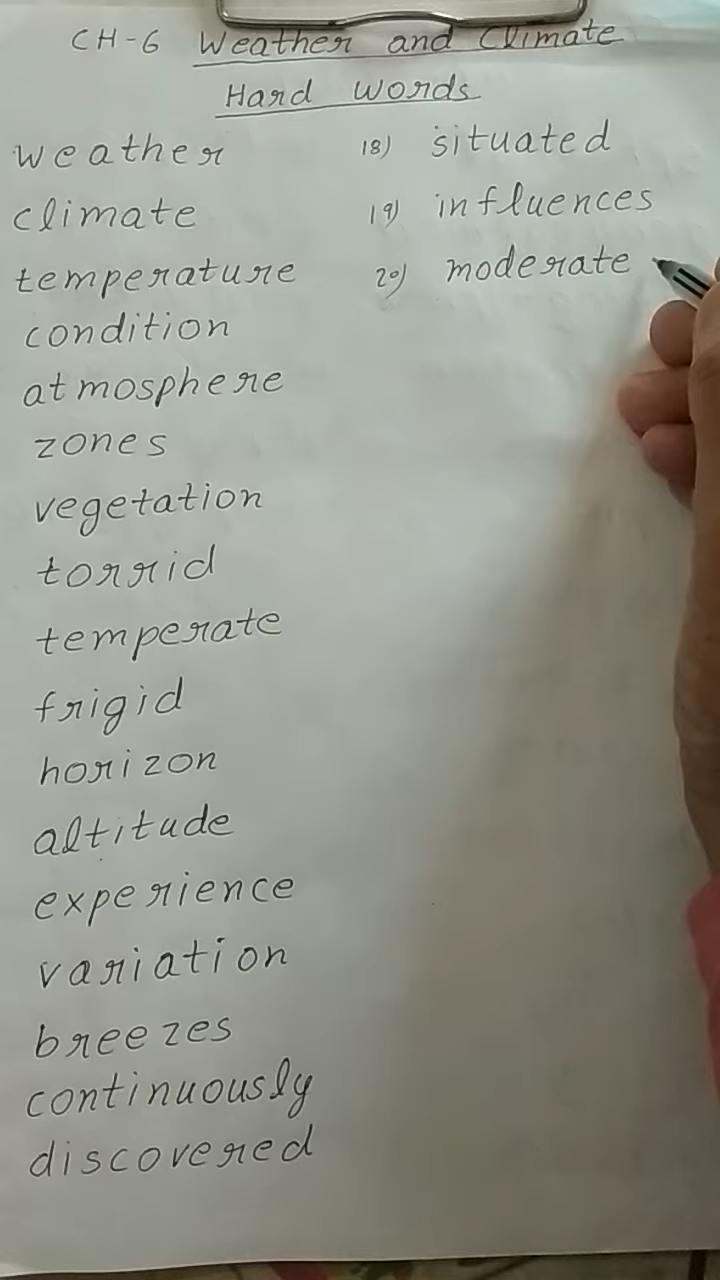 CH-6 Weather and Climate
Hard Words
weather
climate
temperature
condition
atmosphere
zones
vegetation
torrid
temperate
frigid
horizon
altitude
experience
variation
breezes
continuously
discovered
18) situated
19) influences
20) moderate